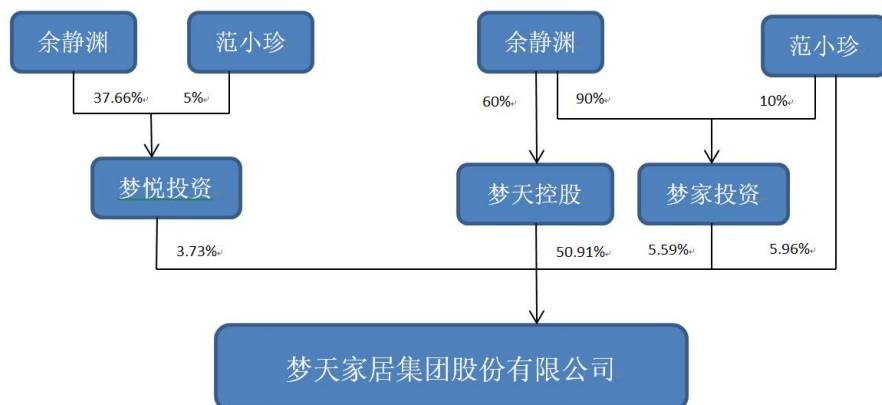 余静渊
范小珍
余静渊
范小珍
37.66%
5%
60%
90%
10%
梦悦投资
梦天控股
梦家投资
3.73%
50.91%
5.59%
5.96%
梦天家居集团股份有限公司